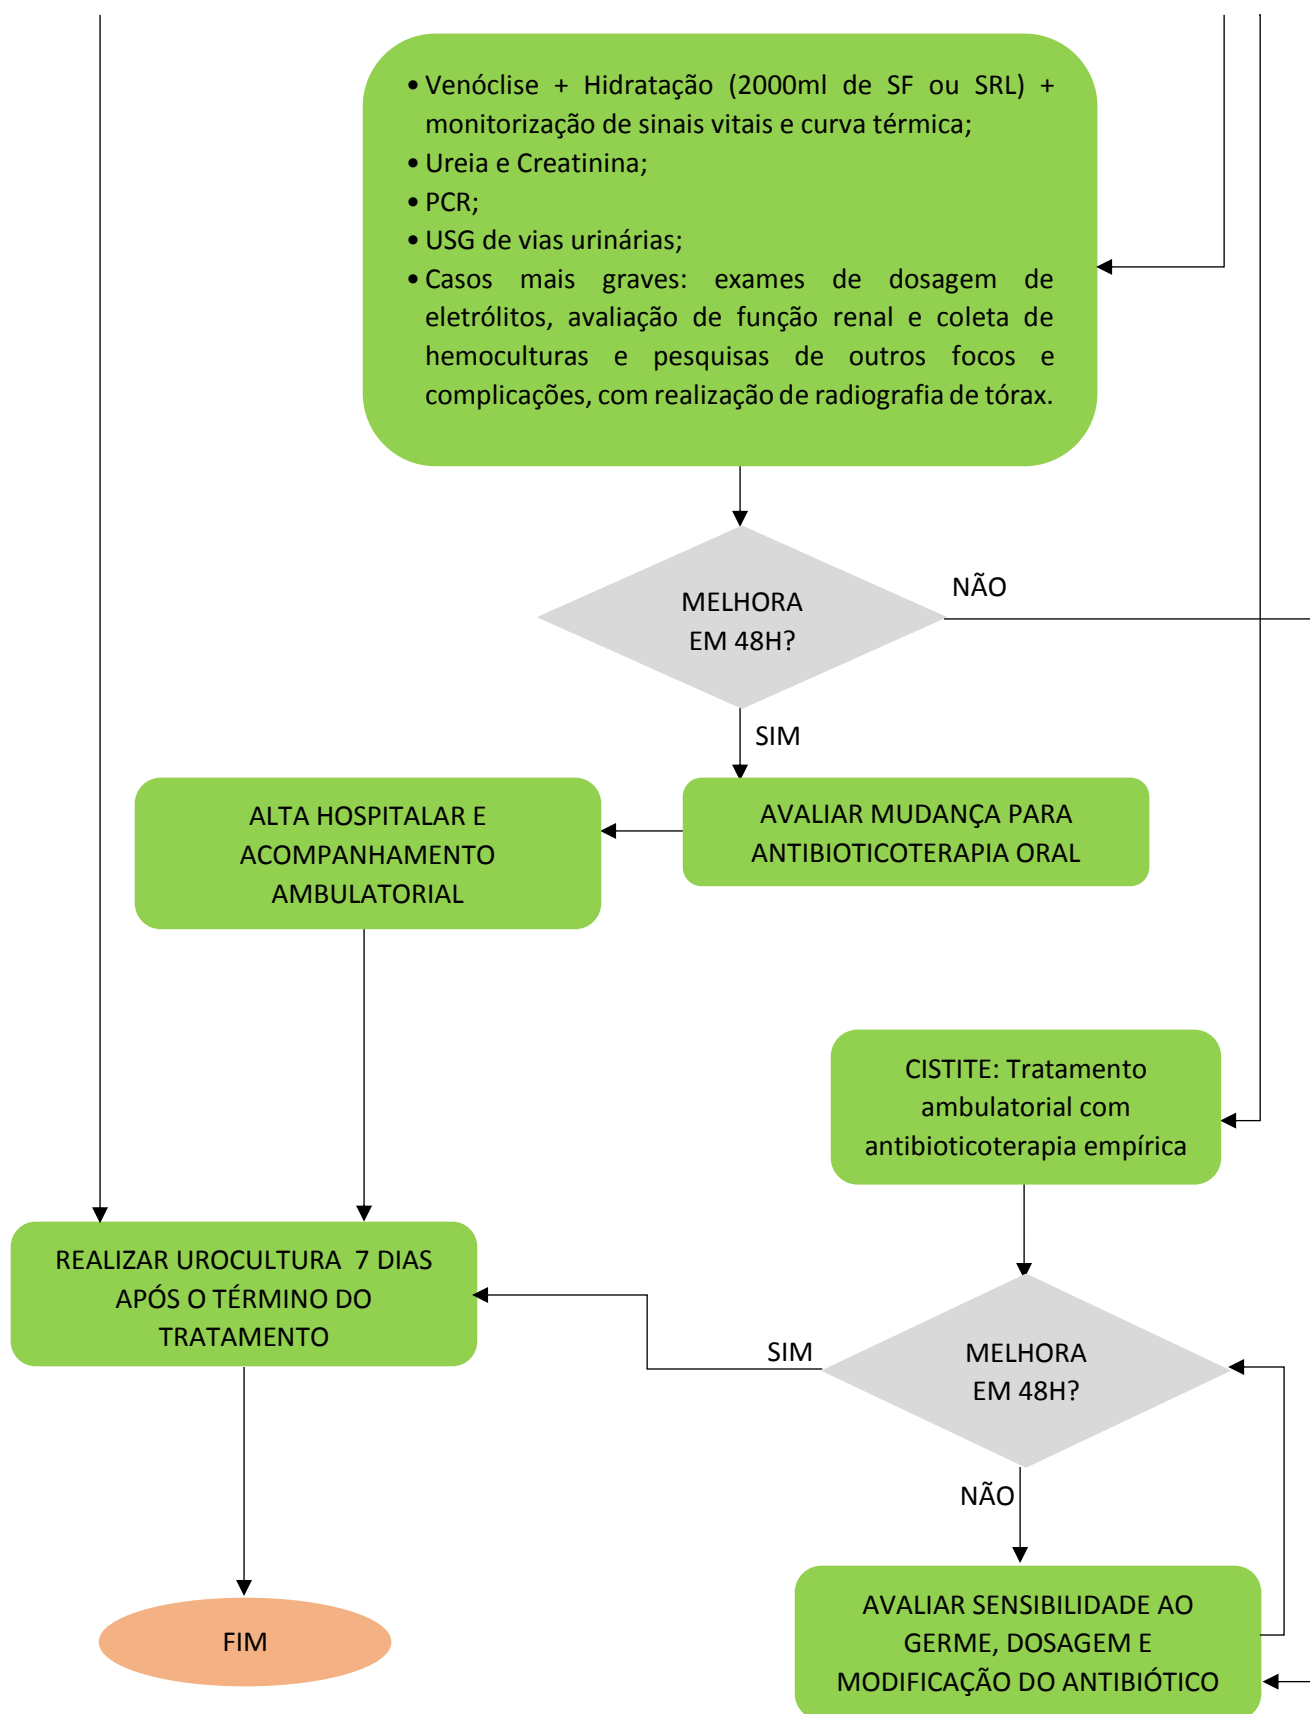 • Venóclise + Hidratação (2000ml de SF ou SRL) +
monitorização de sinais vitais e curva térmica;
• Ureia e Creatinina;
• PCR;
• USG de vias urinárias;
• Casos mais graves: exames de dosagem de
eletrólitos, avaliação de função renal e coleta de
hemoculturas e pesquisas de outros focos e
complicações, com realização de radiografia de tórax.
MELHORA
EM 48H?
NÃO
SIM
ALTA HOSPITALAR E
ACOMPANHAMENTO
AMBULATORIAL
AVALIAR MUDANÇA PARA
ANTIBIOTICOTERAPIA ORAL
CISTITE: Tratamento
ambulatorial com
antibioticoterapia empírica
REALIZAR UROCULTURA 7 DIAS
APÓS O TÉRMINO DO
TRATAMENTO
SIM
MELHORA
EM 48H?
NÃO
FIM
AVALIAR SENSIBILIDADE AO
GERME, DOSAGEM E
MODIFICAÇÃO DO ANTIBIÓTICO